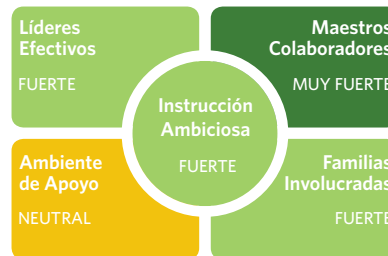 Líderes
Efectivos
FUERTE
Maestros
Colaboradores
MUY FUERTE
Instrucción
Ambiciosa
FUERTE
Ambiente
de Apoyo
NEUTRAL
Familias
Involucradas
FUERTE